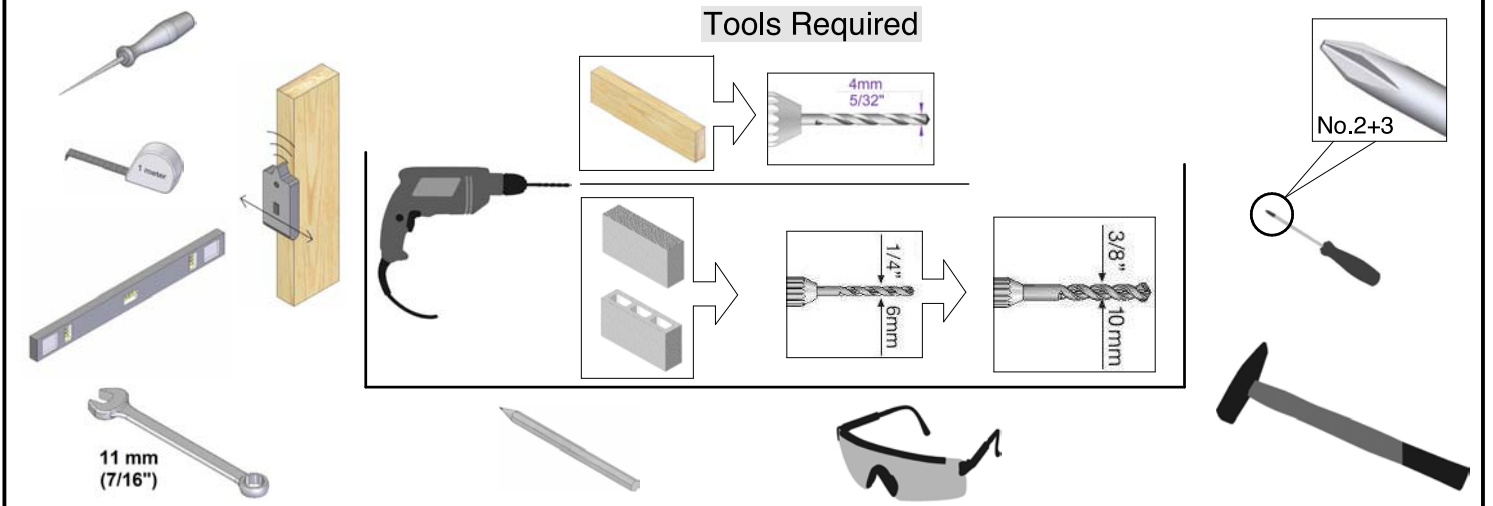 Tools Required
4mm
5/32"
No.2+3
1 meter
1/4"
6mm
3/8"
10mm
11 mm
(7/16")